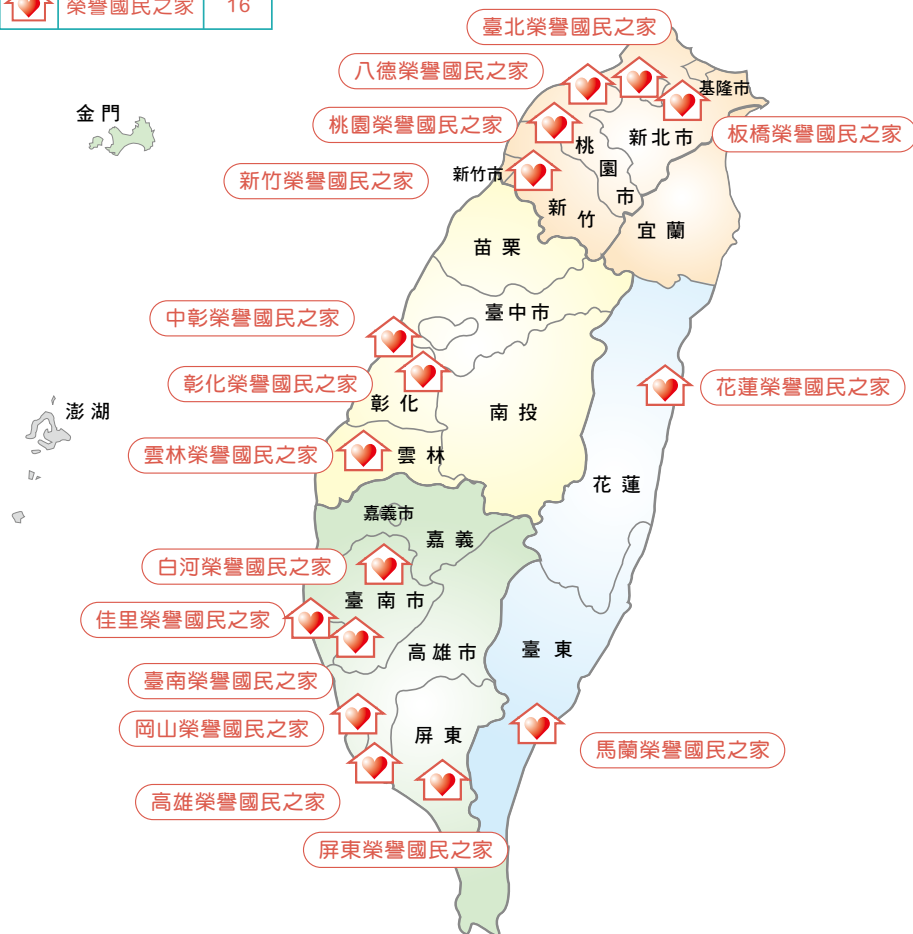 榮譽國民之家 16
臺北榮譽國民之家
八德榮譽國民之家
基隆市
金門
桃園榮譽國民之家
新北市
板橋榮譽國民之家
桃園市
新竹市
新竹榮譽國民之家
新竹
宜蘭
苗栗
臺中市
中彰榮譽國民之家
彰化榮譽國民之家
花蓮榮譽國民之家
彰化
南投
澎湖
雲林榮譽國民之家
雲林
花蓮
嘉義市
嘉義
白河榮譽國民之家
臺南市
佳里榮譽國民之家
高雄市
臺東
臺南榮譽國民之家
岡山榮譽國民之家
屏東
馬蘭榮譽國民之家
高雄榮譽國民之家
屏東榮譽國民之家